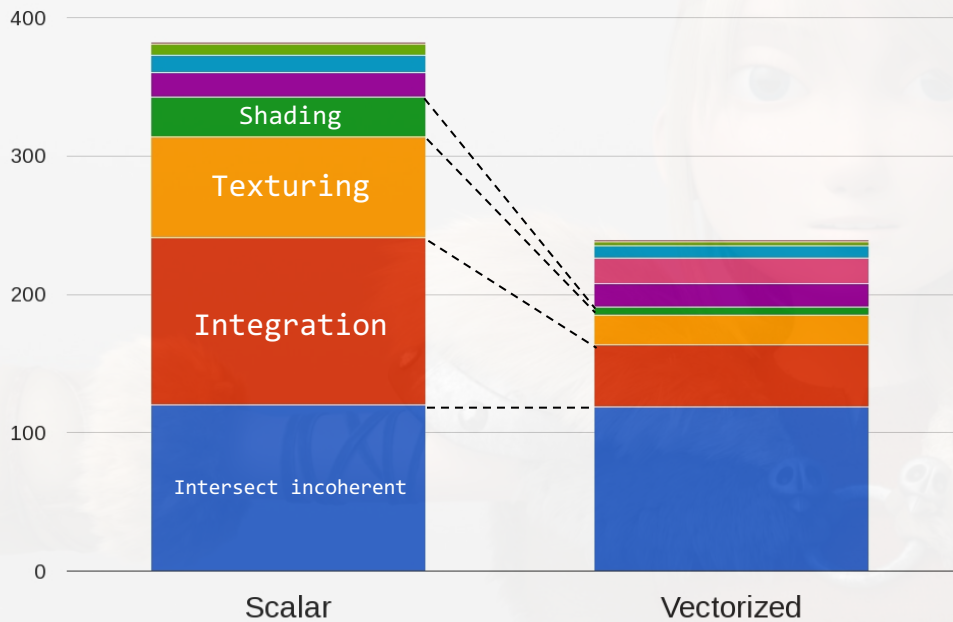 400
300
200
100
0
Shading
Texturing
Integration
Intersect incoherent
Scalar
Vectorized